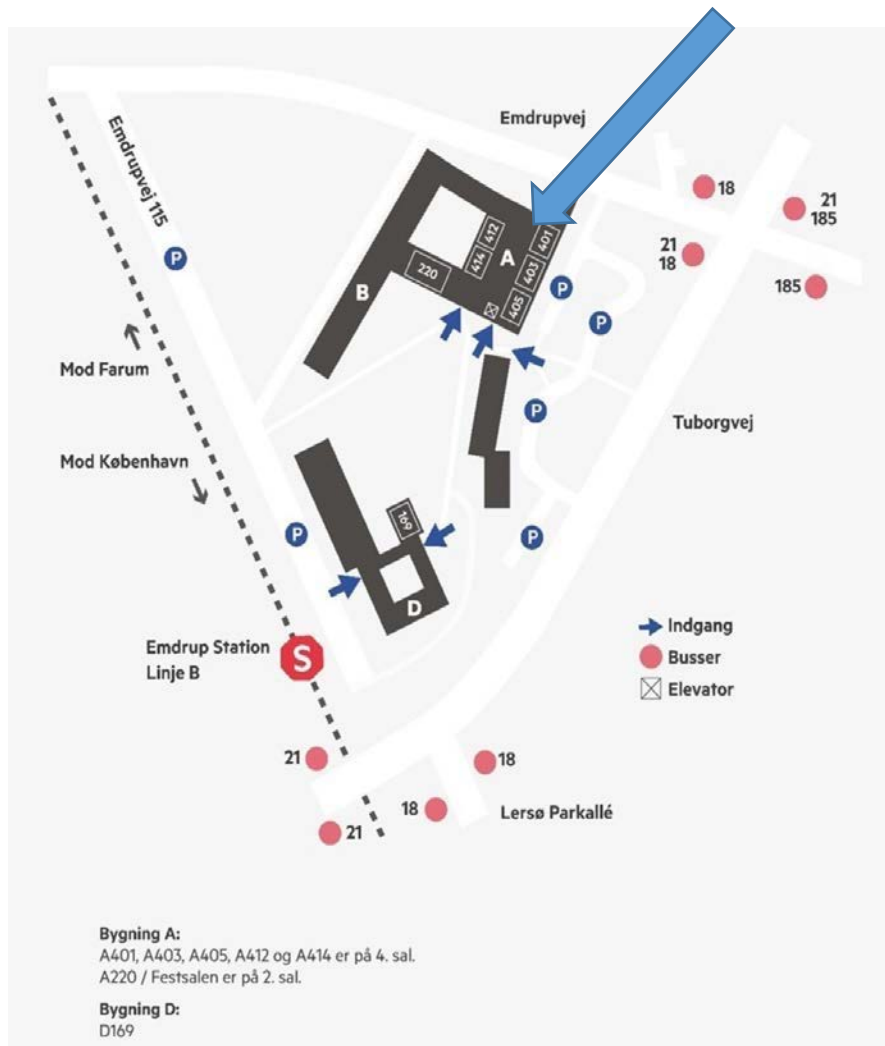 Emdrupvej
Emdrupvej 115
18
21
185
21
18
185
P
412
401
414
A
403
220
405
B
P
P
Mod Farum
P
Tuborgvej
Mod København
169
P
P
D
Indgang
Emdrup Station
Linje B
S
Busser
Elevator
21
18
18
Lersø Parkallé
21
Bygning A:
A401, A403, A405, A412 og A414 er på 4. sal.
A220 / Festsalen er på 2. sal.
Bygning D:
D169